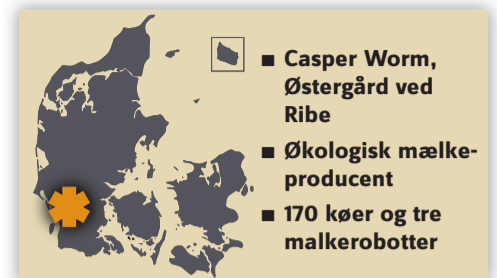 ■ Casper Worm,
Østergård ved
Ribe
■ Økologisk mælke-
producent
■ 170 køer og tre
malkerobotter